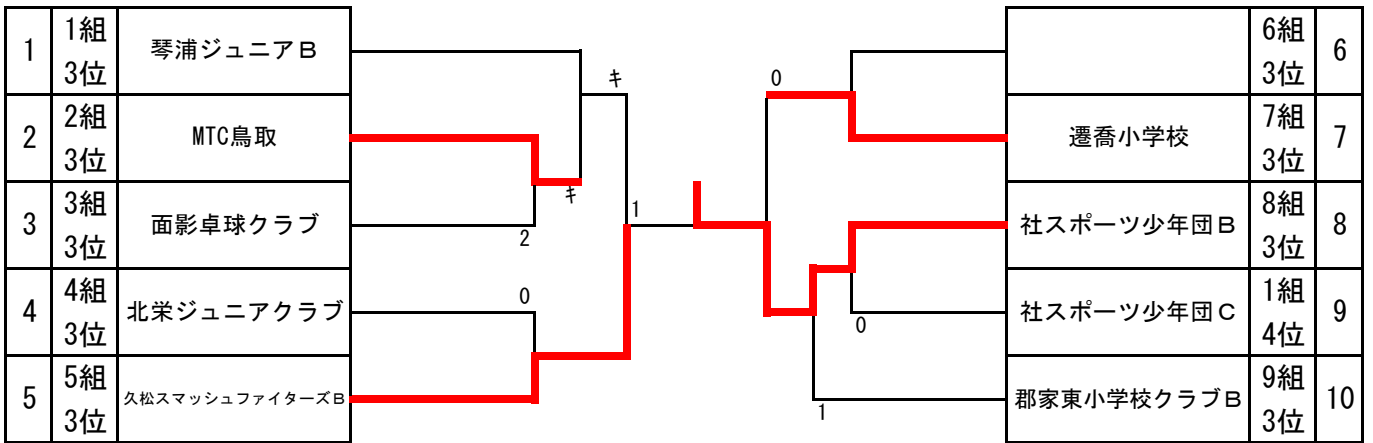 1 1組 3位 琴浦ジュニアB
2 2組 3位 MTC鳥取
3 3組 3位 面影卓球クラブ
4 4組 3位 北栄ジュニアクラブ
5 5組 3位 久松スマッシュファイターズB
キ
キ
2
0
1
0
0
1
6組 3位 6
遷喬小学校 7組 3位 7
社スポーツ少年団B 8組 3位 8
社スポーツ少年団C 1組 4位 9
郡家東小学校クラブB 9組 3位 10